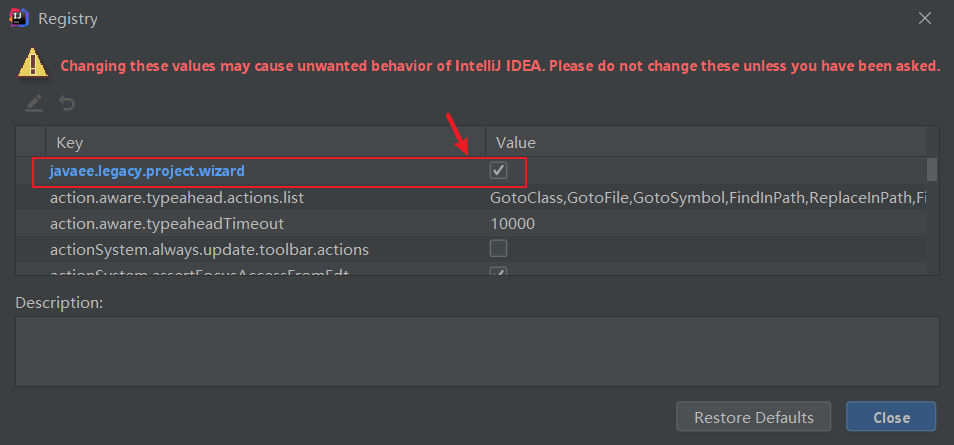 Registry
Changing these values may cause unwanted behavior of IntelliJ IDEA. Please do not change these unless you have been asked.
Key Value
javaee.legacy.project.wizard
action.aware.typeahead.actions.list GotoClass,GotoFile,GotoSymbol,FindInPath,ReplaceInPath,Fi
action.aware.typeaheadTimeout 10000
actionSystem.always.update.toolbar.actions
actionSystem.assertFocusAccessFromEdt
Description:
Restore Defaults Close